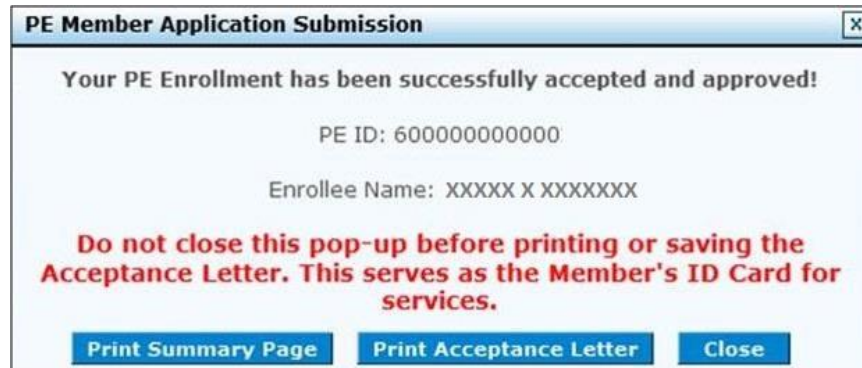 PE Member Application Submission X
Your PE Enrollment has been successfully accepted and approved!
PE ID: 600000000000
Enrollee Name: XXXXX X XXXXXXX
Do not close this pop-up before printing or saving the
Acceptance Letter. This serves as the Member's ID Card for
services.
Print Summary Page Print Acceptance Letter Close